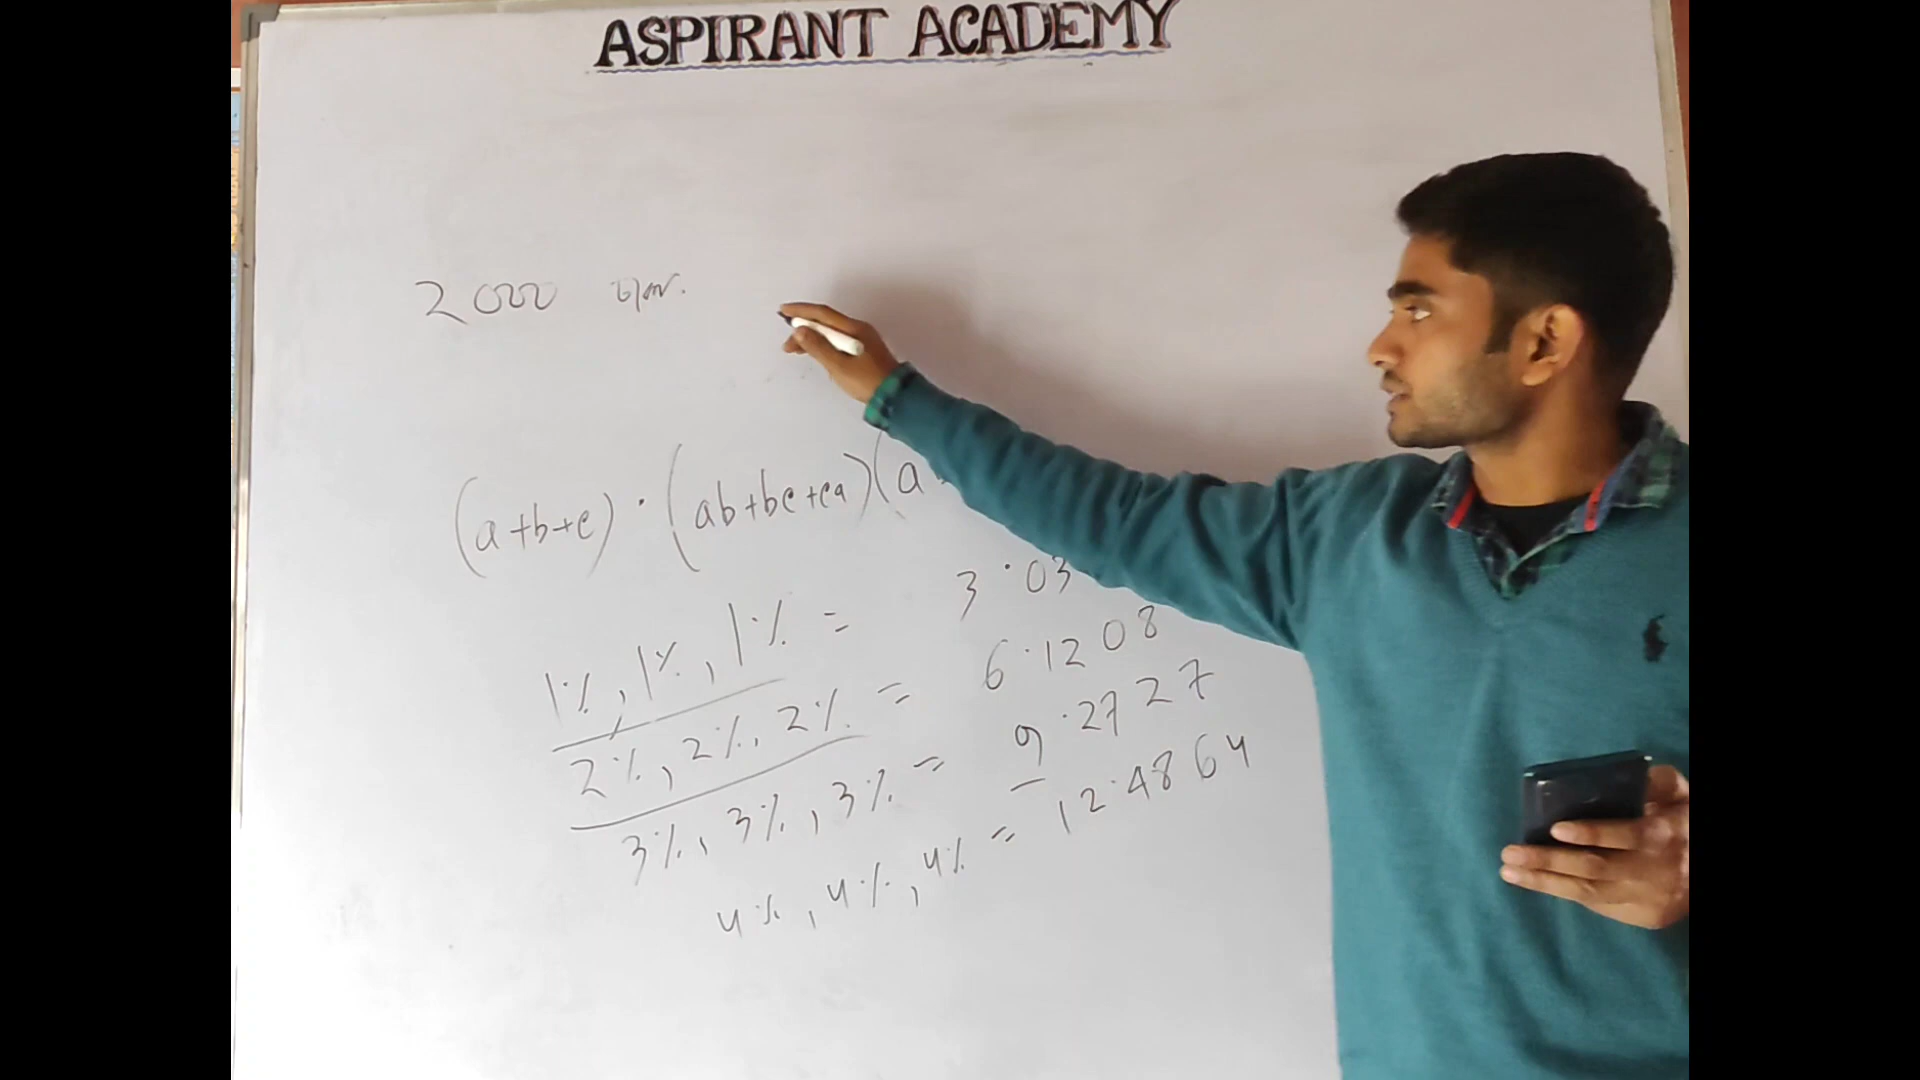 ASPIRANT ACADEMY
2000
(a+b+c) . (ab+bc+ca) (a
1%, 1%, 1% = 3.03
2%, 2%, 2% = 6.1208
3%, 3%, 3% = 9.2727
4%, 4%, 4% = 12.4864